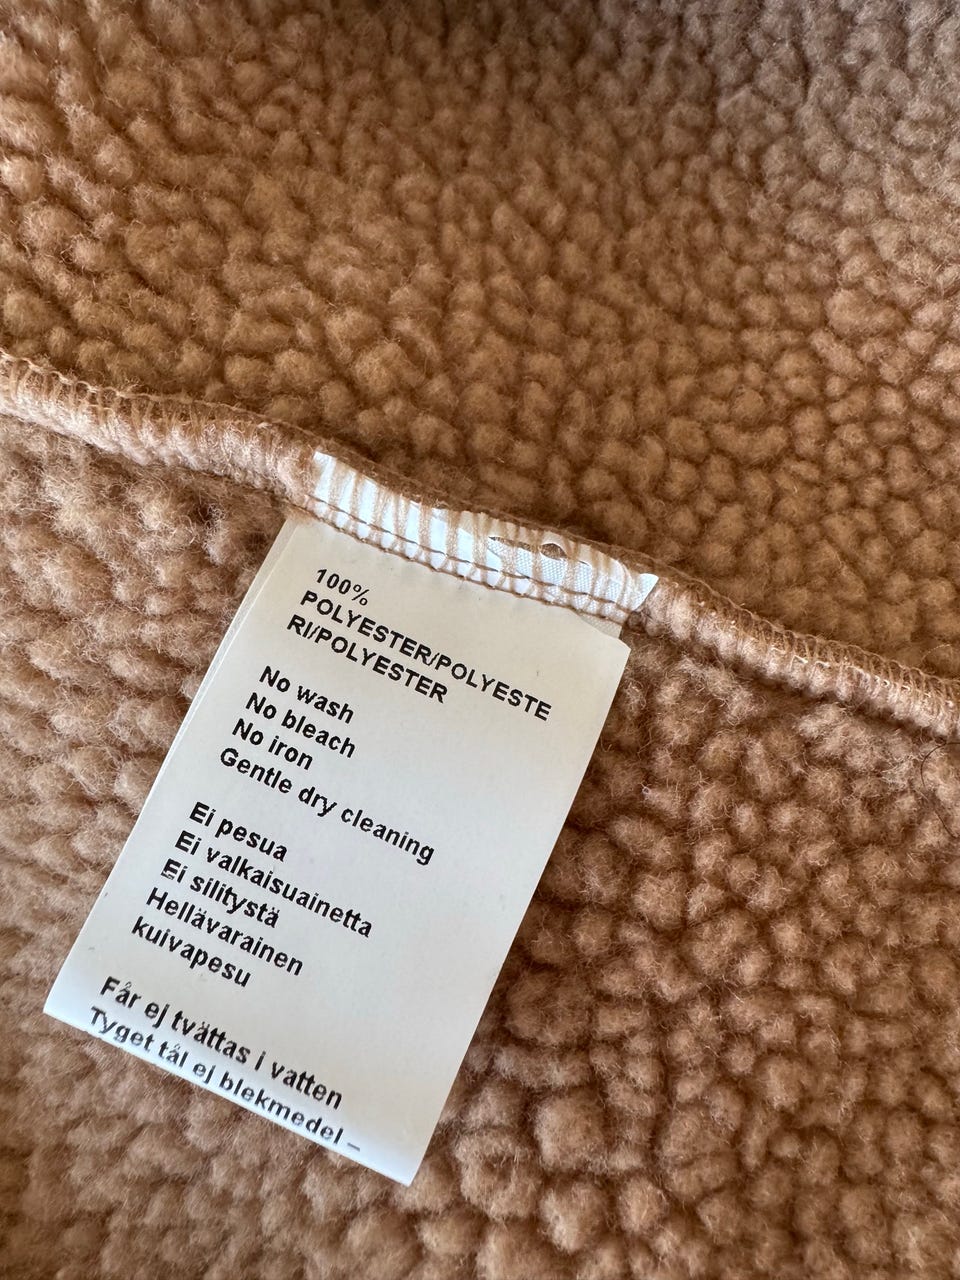 100%
POLYESTER/POLYESTE
RI/POLYESTER
No wash
No bleach
No iron
Gentle dry cleaning
Ei pesua
Ei valkaisuainetta
Ei silitystä
Hellävarainen
kuivapesu
Får ej tvättas i vatten
Tyget tål ej blekmedel –